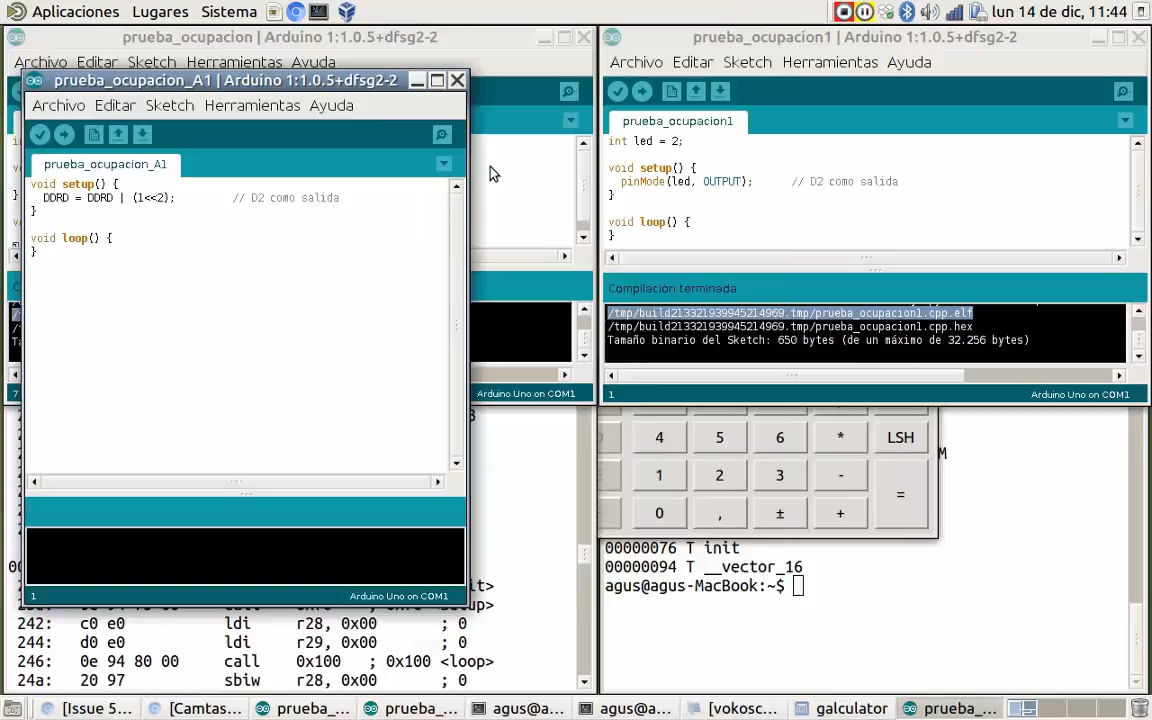 Aplicaciones Lugares Sistema lun 14 de dic, 11:44
prueba_ocupacion | Arduino 1:1.0.5+dfsg2-2
Archivo Editar Sketch Herramientas Ayuda
prueba_ocupacion_A1 | Arduino 1:1.0.5+dfsg2-2
Archivo Editar Sketch Herramientas Ayuda
prueba_ocupacion_A1
void setup() {
DDRD = DDRD | (1<<2); // D2 como salida
}
void loop() {
}
1 Arduino Uno on COM1
7 Arduino Uno on COM1
prueba_ocupacion1 | Arduino 1:1.0.5+dfsg2-2
Archivo Editar Sketch Herramientas Ayuda
prueba_ocupacion1
int led = 2;
void setup() {
pinMode(led, OUTPUT); // D2 como salida
}
void loop() {
}
Compilación terminada
/tmp/build213321939945214969.tmp/prueba_ocupacion1.cpp.elf
/tmp/build213321939945214969.tmp/prueba_ocupacion1.cpp.hex
Tamaño binario del Sketch: 650 bytes (de un máximo de 32.256 bytes)
1 Arduino Uno on COM1
4 5 6 * LSH
1 2 3 - =
0 , ± +
M
00000076 T init
00000094 T __vector_16
agus@agus-MacBook:~$
242: c0 e0 ldi r28, 0x00 ; 0
244: d0 e0 ldi r29, 0x00 ; 0
246: 0e 94 80 00 call 0x100 ; 0x100 <loop>
24a: 20 97 sbiw r28, 0x00 ; 0
[Issue 5... [Camtas... prueba_... prueba_... agus@a... agus@a... [vokosc... galculator prueba_...